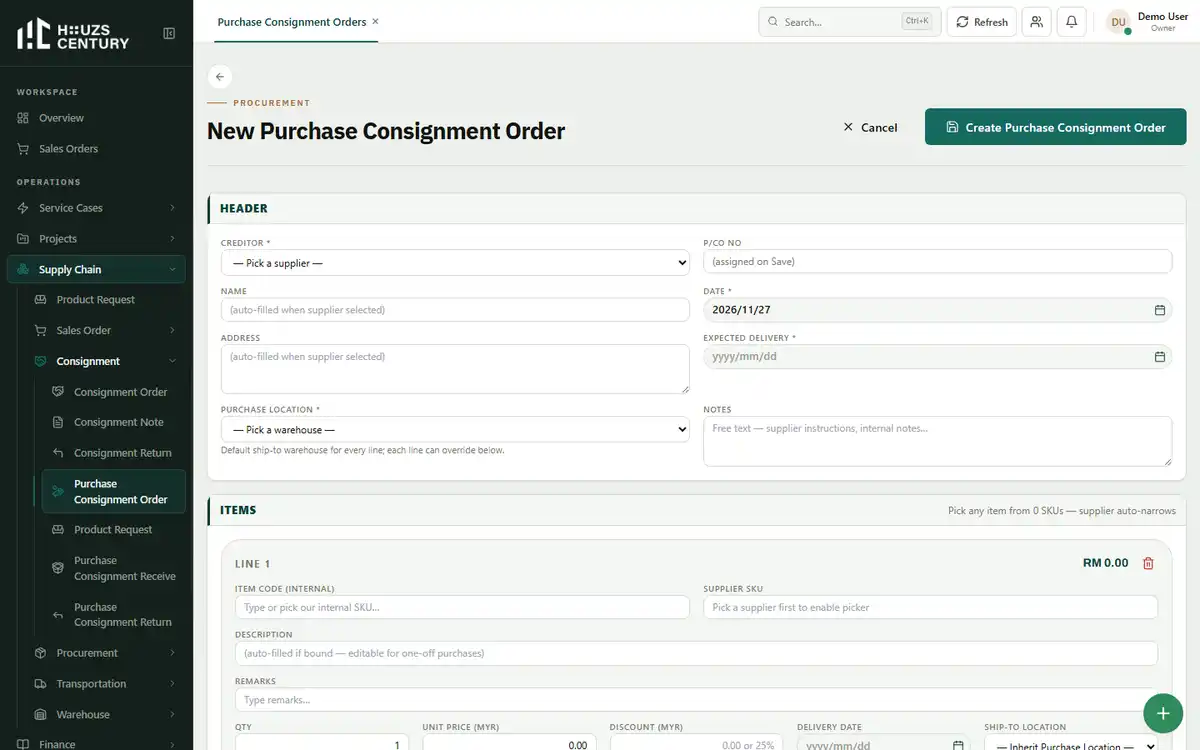 HOUZS
CENTURY
Purchase Consignment Orders ×
Search...
Ctrl+K
Refresh
DU
Demo User
Owner
WORKSPACE
Overview
Sales Orders
OPERATIONS
Service Cases
Projects
Supply Chain
Product Request
Sales Order
Consignment
Consignment Order
Consignment Note
Consignment Return
Purchase
Consignment Order
Product Request
Purchase
Consignment Receive
Purchase
Consignment Return
Procurement
Transportation
Warehouse
Finance
PROCUREMENT
New Purchase Consignment Order
Cancel
Create Purchase Consignment Order
HEADER
CREDITOR *
— Pick a supplier —
P/CO NO
(assigned on Save)
NAME
(auto-filled when supplier selected)
DATE *
2026/11/27
ADDRESS
(auto-filled when supplier selected)
EXPECTED DELIVERY *
yyyy/mm/dd
PURCHASE LOCATION *
— Pick a warehouse —
Default ship-to warehouse for every line; each line can override below.
NOTES
Free text — supplier instructions, internal notes...
ITEMS
Pick any item from 0 SKUs — supplier auto-narrows
LINE 1
RM 0.00
ITEM CODE (INTERNAL)
Type or pick our internal SKU...
SUPPLIER SKU
Pick a supplier first to enable picker
DESCRIPTION
(auto-filled if bound — editable for one-off purchases)
REMARKS
Type remarks...
QTY
1
UNIT PRICE (MYR)
0.00
DISCOUNT (MYR)
0.00 or 25%
DELIVERY DATE
yyyy/mm/dd
SHIP-TO LOCATION
— Inherit Purchase Location —